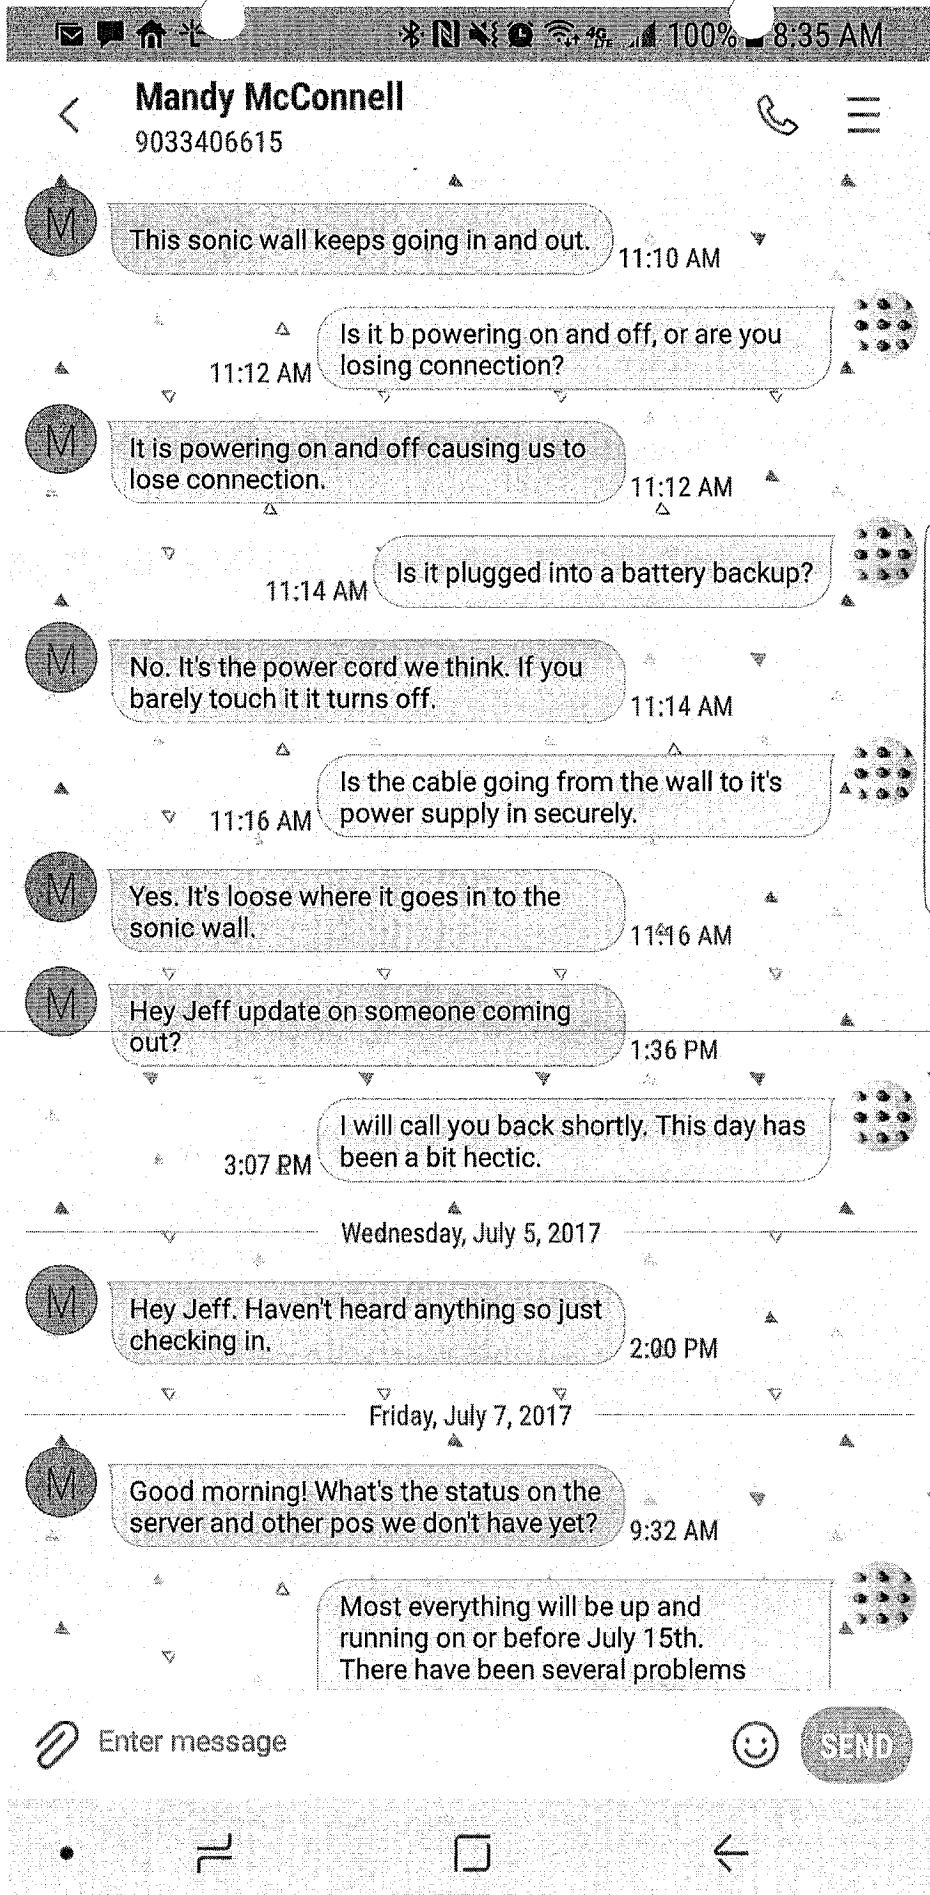 4G LTE 100% 8:35 AM
Mandy McConnell
9033406615
M
This sonic wall keeps going in and out.
11:10 AM
Is it b powering on and off, or are you
losing connection?
11:12 AM
M
It is powering on and off causing us to
lose connection.
11:12 AM
Is it plugged into a battery backup?
11:14 AM
M
No. It's the power cord we think. If you
barely touch it it turns off.
11:14 AM
Is the cable going from the wall to it's
power supply in securely.
11:16 AM
M
Yes. It's loose where it goes in to the
sonic wall.
11:16 AM
M
Hey Jeff update on someone coming
out?
1:36 PM
I will call you back shortly. This day has
been a bit hectic.
3:07 PM
Wednesday, July 5, 2017
M
Hey Jeff. Haven't heard anything so just
checking in.
2:00 PM
Friday, July 7, 2017
M
Good morning! What's the status on the
server and other pos we don't have yet?
9:32 AM
Most everything will be up and
running on or before July 15th.
There have been several problems
Enter message
SEND